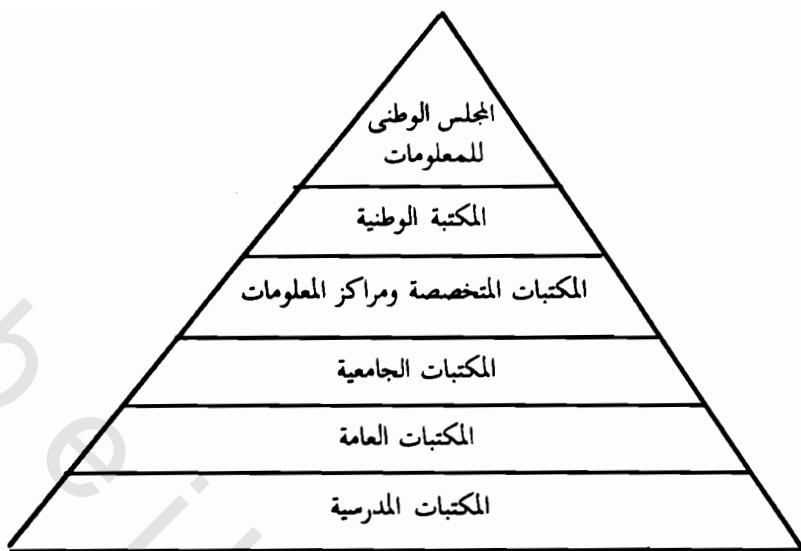 المجلس الوطنى
للمعلومات
المكتبة الوطنية
المكتبات المتخصصة ومراكز المعلومات
المكتبات الجامعية
المكتبات العامة
المكتبات المدرسية
b e i